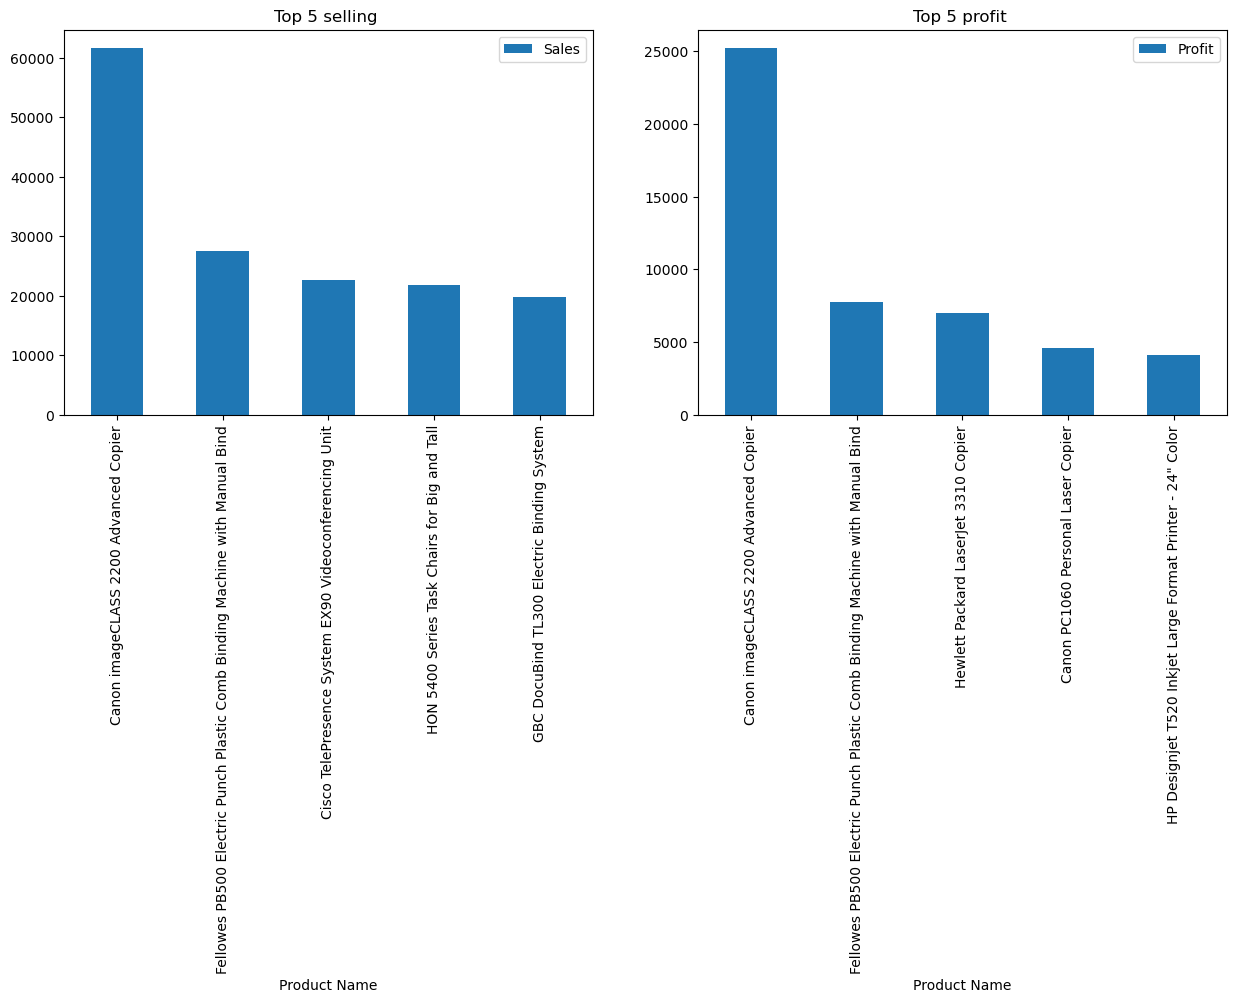 Top 5 selling
Sales
60000
50000
40000
30000
20000
10000
0
Canon imageCLASS 2200 Advanced Copier
Fellowes PB500 Electric Punch Plastic Comb Binding Machine with Manual Bind
Cisco TelePresence System EX90 Videoconferencing Unit
HON 5400 Series Task Chairs for Big and Tall
GBC DocuBind TL300 Electric Binding System
Product Name
Top 5 profit
Profit
25000
20000
15000
10000
5000
0
Canon imageCLASS 2200 Advanced Copier
Fellowes PB500 Electric Punch Plastic Comb Binding Machine with Manual Bind
Hewlett Packard LaserJet 3310 Copier
Canon PC1060 Personal Laser Copier
HP Designjet T520 Inkjet Large Format Printer - 24" Color
Product Name